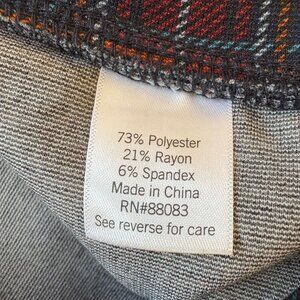 73% Polyester
21% Rayon
6% Spandex
Made in China
RN#88083
See reverse for care